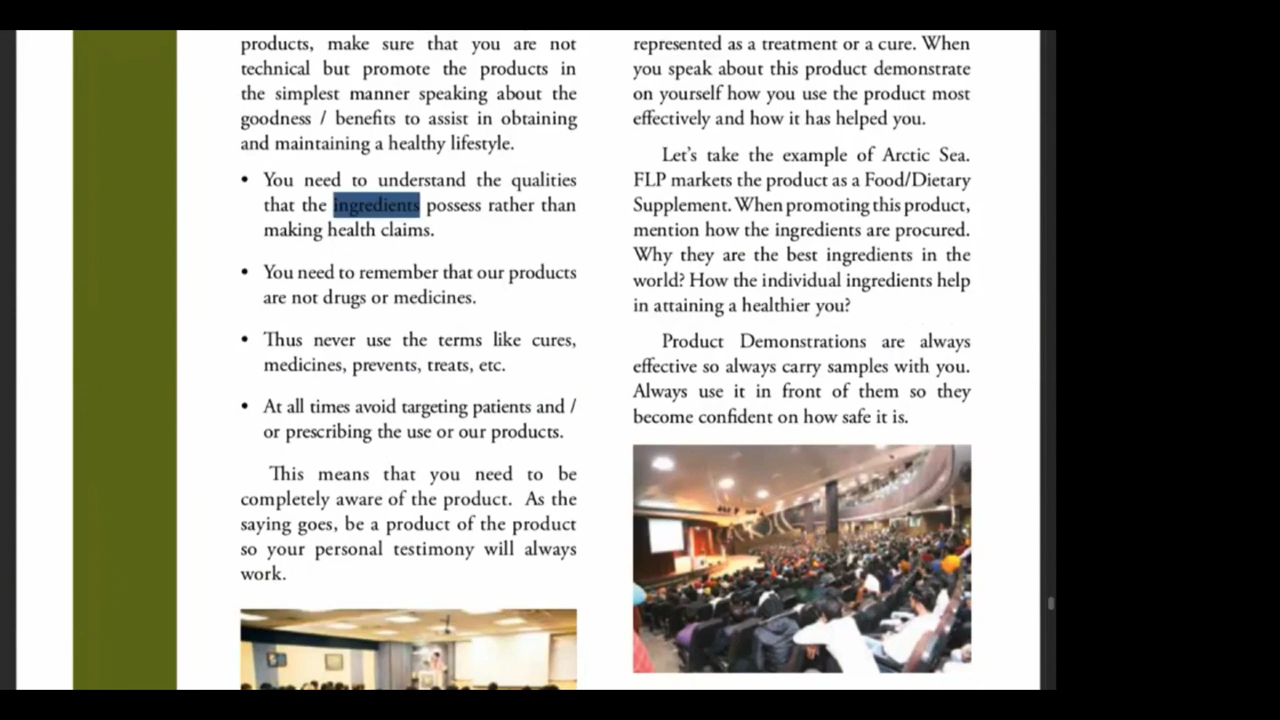 products, make sure that you are not
technical but promote the products in
the simplest manner speaking about the
goodness / benefits to assist in obtaining
and maintaining a healthy lifestyle.
• You need to understand the qualities
that the ingredients possess rather than
making health claims.
• You need to remember that our products
are not drugs or medicines.
• Thus never use the terms like cures,
medicines, prevents, treats, etc.
• At all times avoid targeting patients and /
or prescribing the use or our products.
This means that you need to be
completely aware of the product. As the
saying goes, be a product of the product
so your personal testimony will always
work.
represented as a treatment or a cure. When
you speak about this product demonstrate
on yourself how you use the product most
effectively and how it has helped you.
Let's take the example of Arctic Sea.
FLP markets the product as a Food/Dietary
Supplement. When promoting this product,
mention how the ingredients are procured.
Why they are the best ingredients in the
world? How the individual ingredients help
in attaining a healthier you?
Product Demonstrations are always
effective so always carry samples with you.
Always use it in front of them so they
become confident on how safe it is.